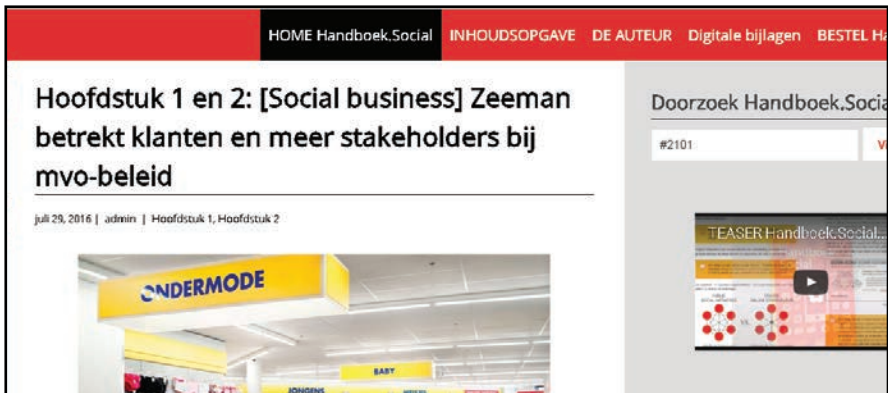 HOME Handboek.Social INHOUDSOPGAVE DE AUTEUR Digitale bijlagen BESTEL
Hoofdstuk 1 en 2: [Social business] Zeeman
betrekt klanten en meer stakeholders bij
mvo-beleid
juli 29, 2016 | admin | Hoofdstuk 1, Hoofdstuk 2
ONDERMODE
BABY
JONGENS
Doorzoek Handboek.Socia
#2101
TEASER Handboek.Social...
VS.